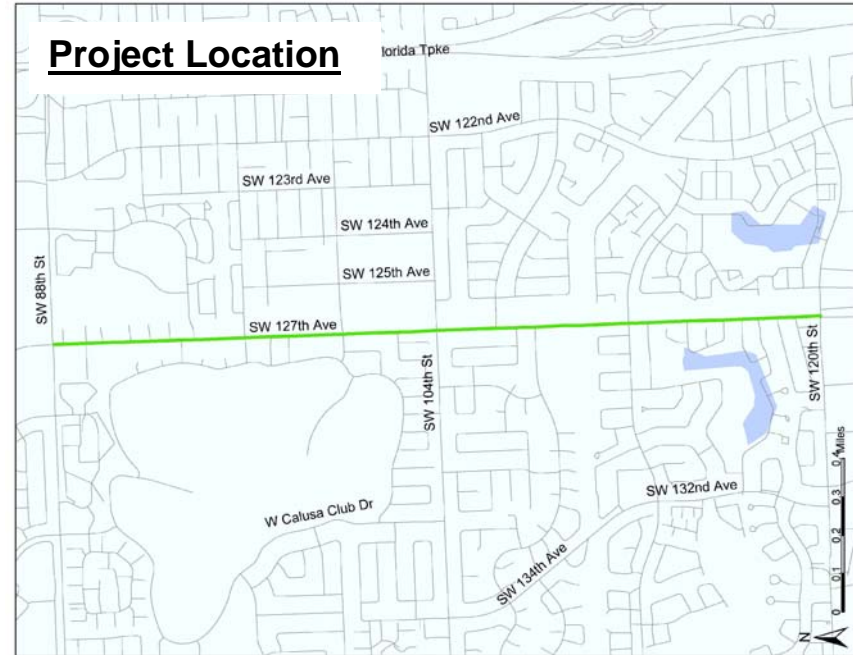 Project Location
lorida Tpke
SW 122nd Ave
SW 123rd Ave
SW 124th Ave
SW 125th Ave
SW 88th St
SW 127th Ave
SW 104th St
SW 120th St
W Calusa Club Dr
SW 132nd Ave
SW 134th Ave
0 0.1 0.2 0.3 0.4 Miles
N